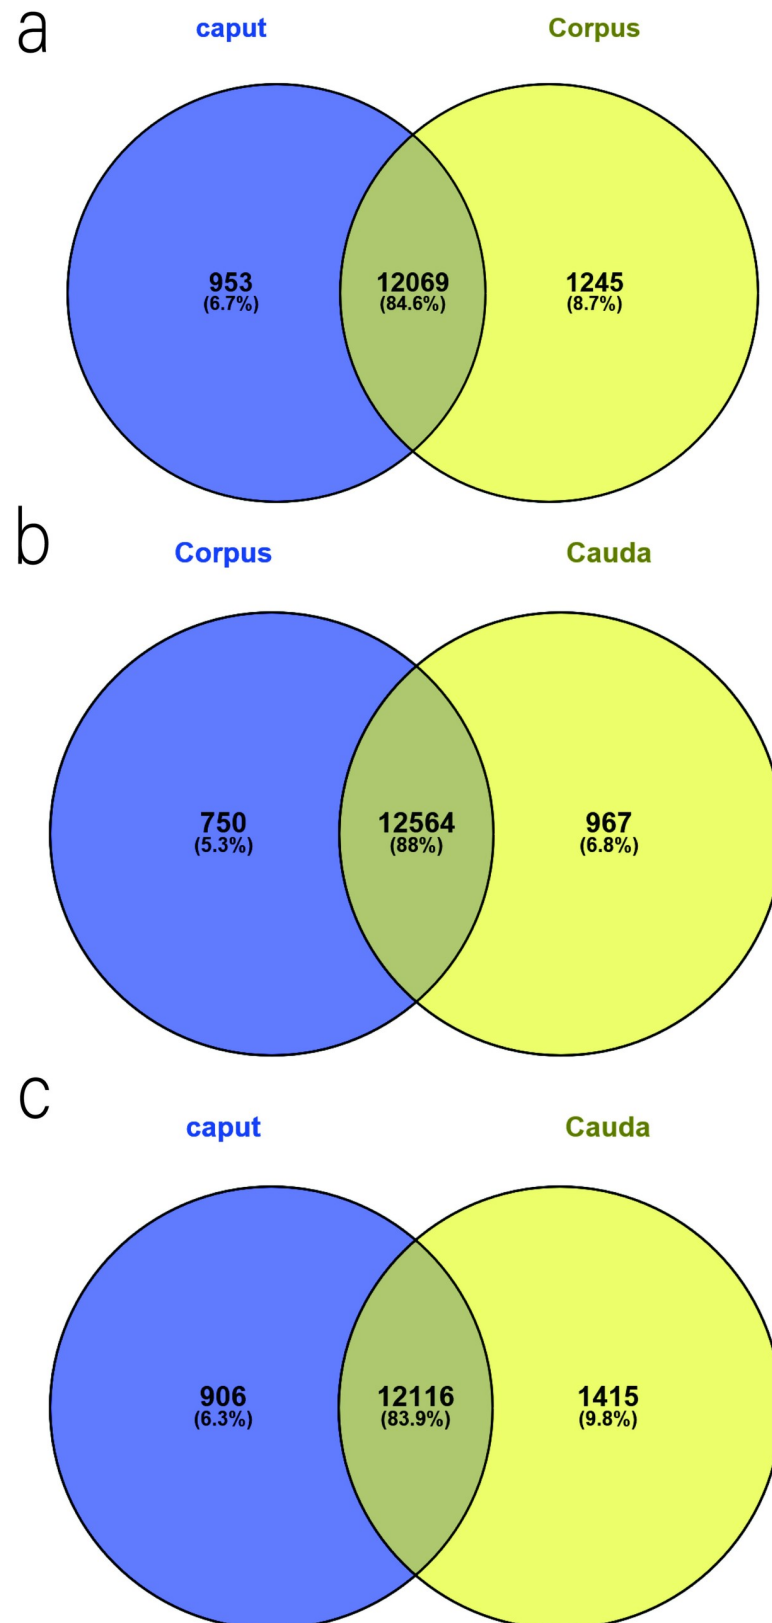 a
caput Corpus
953 12069 1245
(6.7%) (84.6%) (8.7%)
b
Corpus Cauda
750 12564 967
(5.3%) (88%) (6.8%)
c
caput Cauda
906 12116 1415
(6.3%) (83.9%) (9.8%)